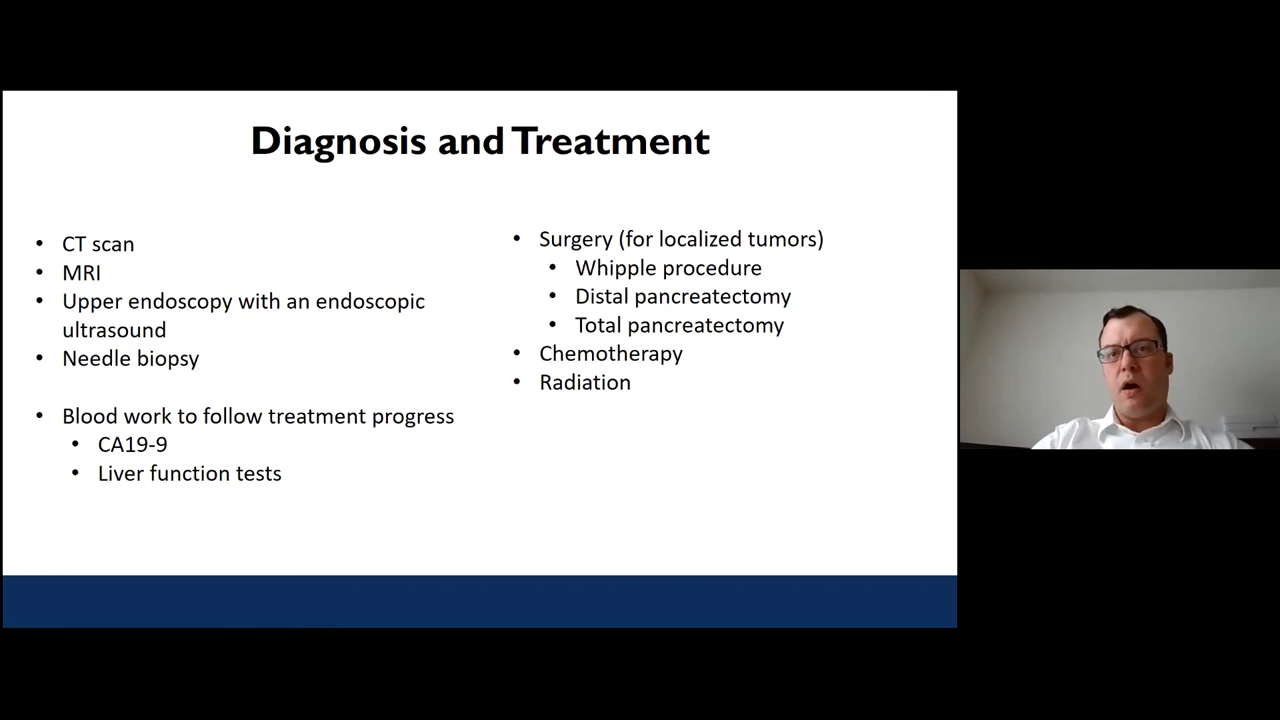 Diagnosis and Treatment
• CT scan
• MRI
• Upper endoscopy with an endoscopic
ultrasound
• Needle biopsy
• Blood work to follow treatment progress
• CA19-9
• Liver function tests
• Surgery (for localized tumors)
• Whipple procedure
• Distal pancreatectomy
• Total pancreatectomy
• Chemotherapy
• Radiation